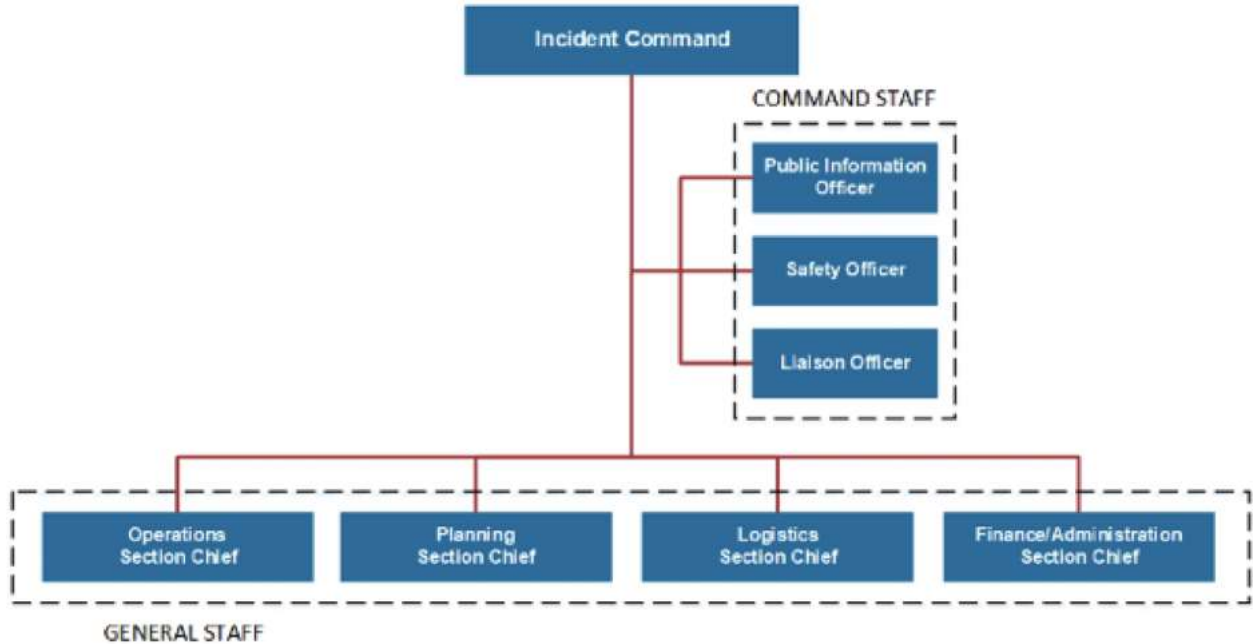 Incident Command
COMMAND STAFF
Public Information
Officer
Safety Officer
Liaison Officer
Operations
Section Chief
Planning
Section Chief
Logistics
Section Chief
Finance/Administration
Section Chief
GENERAL STAFF